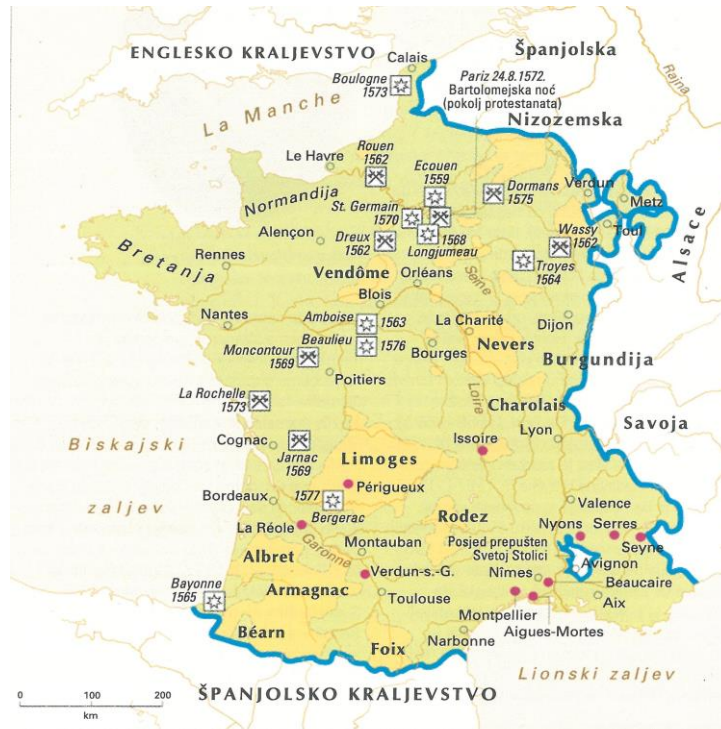 ENGLESKO KRALJEVSTVO
Calais
Španjolska
Nizozemska
Rajna
Boulogne
1573
Pariz 24.8.1572.
Bartolomejska noć
(pokolj protestanata)
La Manche
Le Havre
Rouen
1562
Ecouen
1559
Dormans
1575
Verdun
Metz
Toul
Alsace
Normandija
St. Germain
1570
Alençon
Dreux
1562
1568
Longjumeau
Wassy
1562
Troyes
1564
Bretanja
Rennes
Vendôme
Orléans
Seine
Blois
Nantes
Amboise
1563
La Charité
Dijon
Beaulieu
1576
Bourges
Nevers
Burgundija
Moncontour
1569
Poitiers
La Rochelle
1573
Charolais
Loire
Savoja
Biskajski
zaljev
Cognac
Jarnac
1569
Issoire
Lyon
Limoges
Bordeaux
1577
Bergerac
Périgueux
Valence
La Réole
Rodez
Nyons
Serres
Seyne
Garonne
Albret
Montauban
Posjed prepušten
Svetoj Stolici
Avignon
Verdun-s.-G.
Nîmes
Beaucaire
Bayonne
1565
Armagnac
Toulouse
Montpellier
Aix
Aigues-Mortes
Béarn
Foix
Narbonne
Lionski zaljev
ŠPANJOLSKO KRALJEVSTVO
0 100 200
km